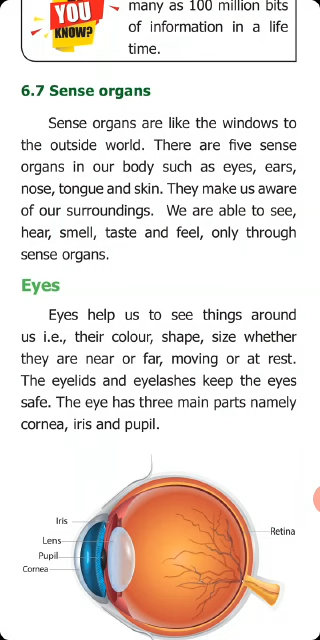 YOU
KNOW?
many as 100 million bits
of information in a life
time.
6.7 Sense organs
Sense organs are like the windows to
the outside world. There are five sense
organs in our body such as eyes, ears,
nose, tongue and skin. They make us aware
of our surroundings. We are able to see,
hear, smell, taste and feel, only through
sense organs.
Eyes
Eyes help us to see things around
us i.e., their colour, shape, size whether
they are near or far, moving or at rest.
The eyelids and eyelashes keep the eyes
safe. The eye has three main parts namely
cornea, iris and pupil.
Iris
Retina
Lens
Pupil
Cornea